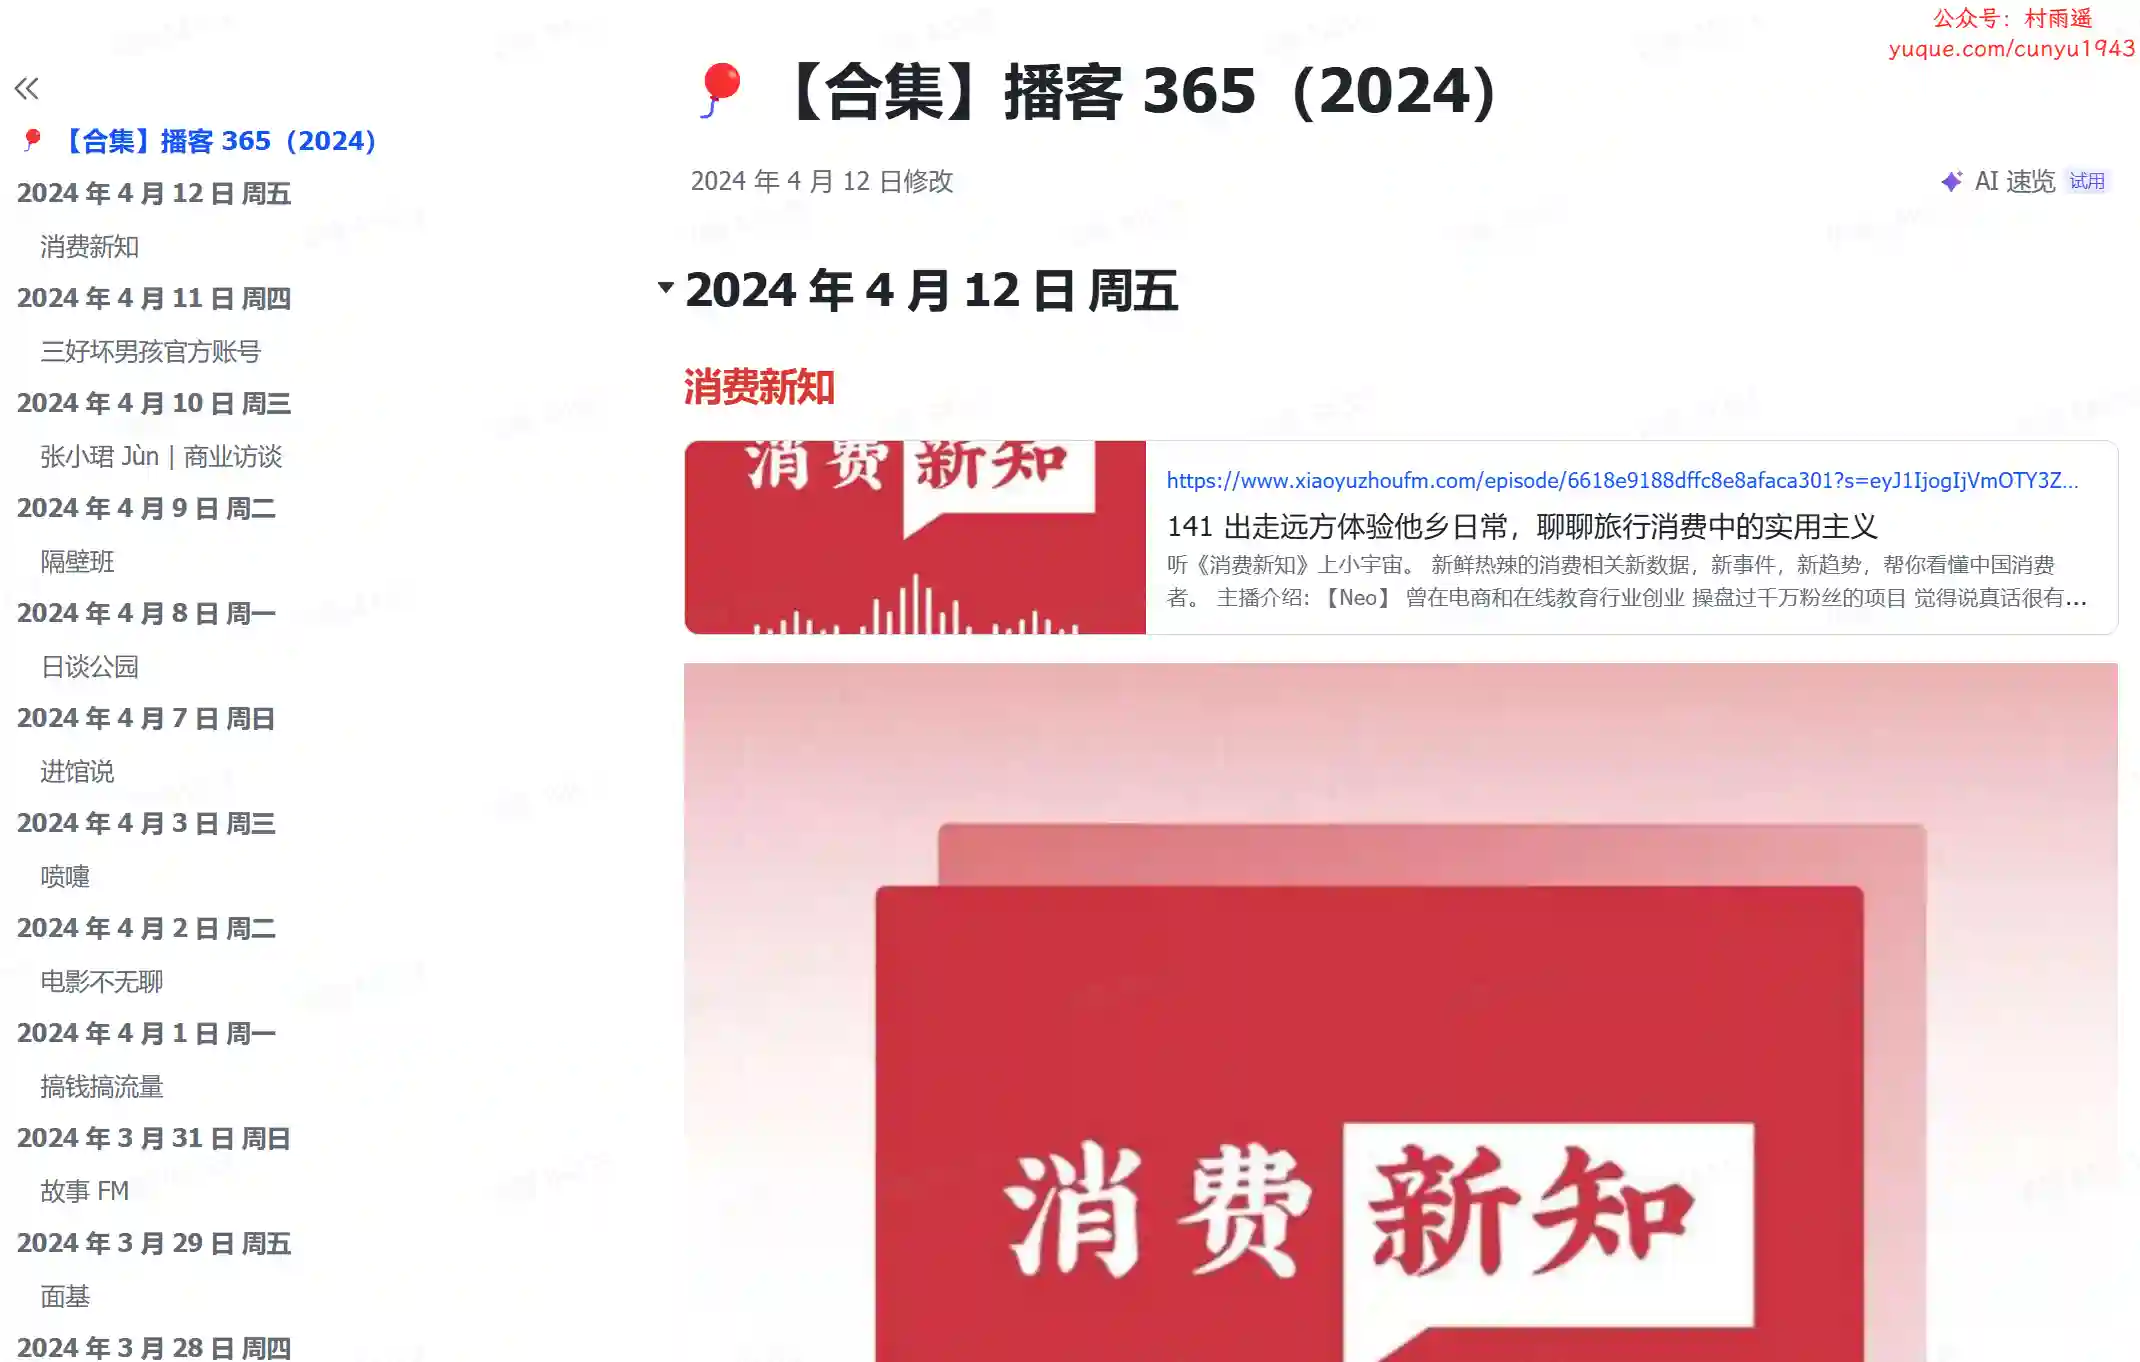 公众号：村雨遥
yuque.com/cunyu1943
【合集】播客 365（2024）
2024 年 4 月 12 日 周五
消费新知
2024 年 4 月 11 日 周四
三好坏男孩官方账号
2024 年 4 月 10 日 周三
张小珺 Jùn | 商业访谈
2024 年 4 月 9 日 周二
隔壁班
2024 年 4 月 8 日 周一
日谈公园
2024 年 4 月 7 日 周日
进馆说
2024 年 4 月 3 日 周三
喷嚏
2024 年 4 月 2 日 周二
电影不无聊
2024 年 4 月 1 日 周一
搞钱搞流量
2024 年 3 月 31 日 周日
故事 FM
2024 年 3 月 29 日 周五
面基
2024 年 3 月 28 日 周四
【合集】播客 365（2024）
2024 年 4 月 12 日修改
AI 速览 试用
2024 年 4 月 12 日 周五
消费新知
消费新知
https://www.xiaoyuzhoufm.com/episode/6618e9188dffc8e8afaca301?s=eyJ1IjogIjVmOTY3Z...
141 出走远方体验他乡日常，聊聊旅行消费中的实用主义
听《消费新知》上小宇宙。 新鲜热辣的消费相关新数据，新事件，新趋势，帮你看懂中国消费
者。 主播介绍: 【Neo】 曾在电商和在线教育行业创业 操盘过千万粉丝的项目 觉得说真话很有...
消费新知